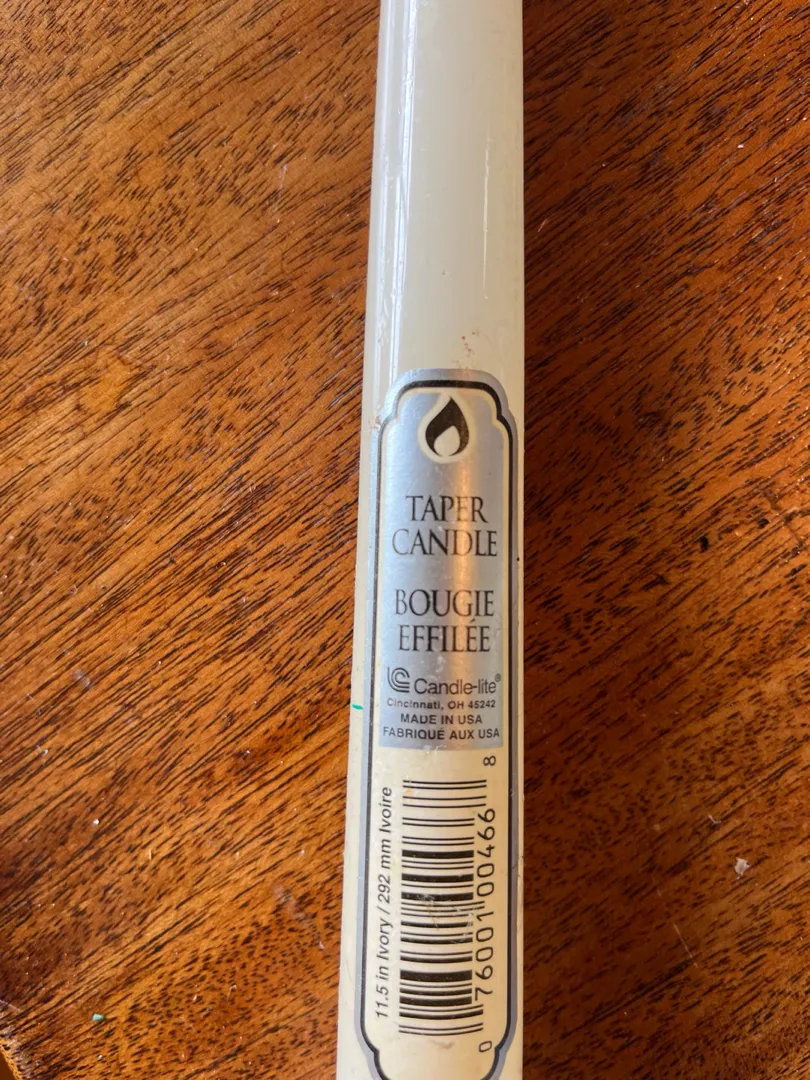 TAPER
CANDLE
BOUGIE
EFFILÉE
Candle-lite®
Cincinnati, OH 45242
MADE IN USA
FABRIQUÉ AUX USA
11.5 in Ivory / 292 mm Ivoire
0 76001 00466 8